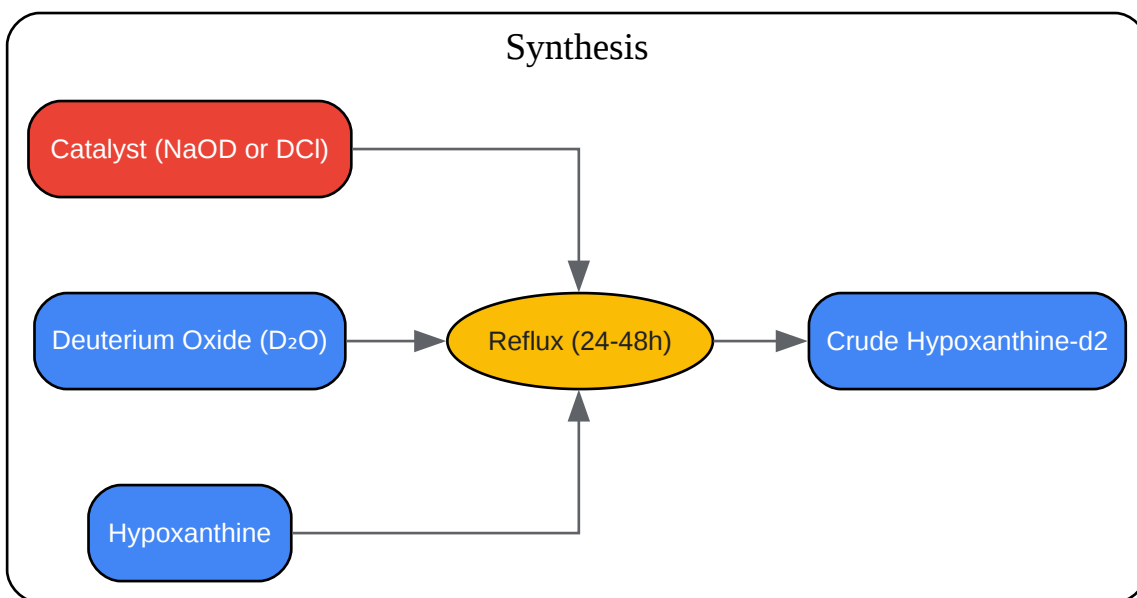 Synthesis
Catalyst (NaOD or DCl)
Deuterium Oxide (D₂O)
Reflux (24-48h)
Crude Hypoxanthine-d2
Hypoxanthine